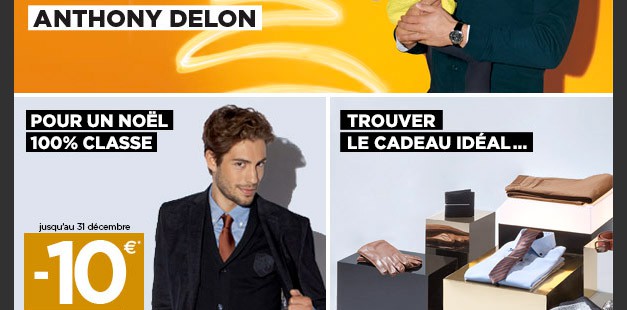 ANTHONY DELON
POUR UN NOËL
100% CLASSE
jusqu'au 31 décembre
-10€*
TROUVER
LE CADEAU IDÉAL...